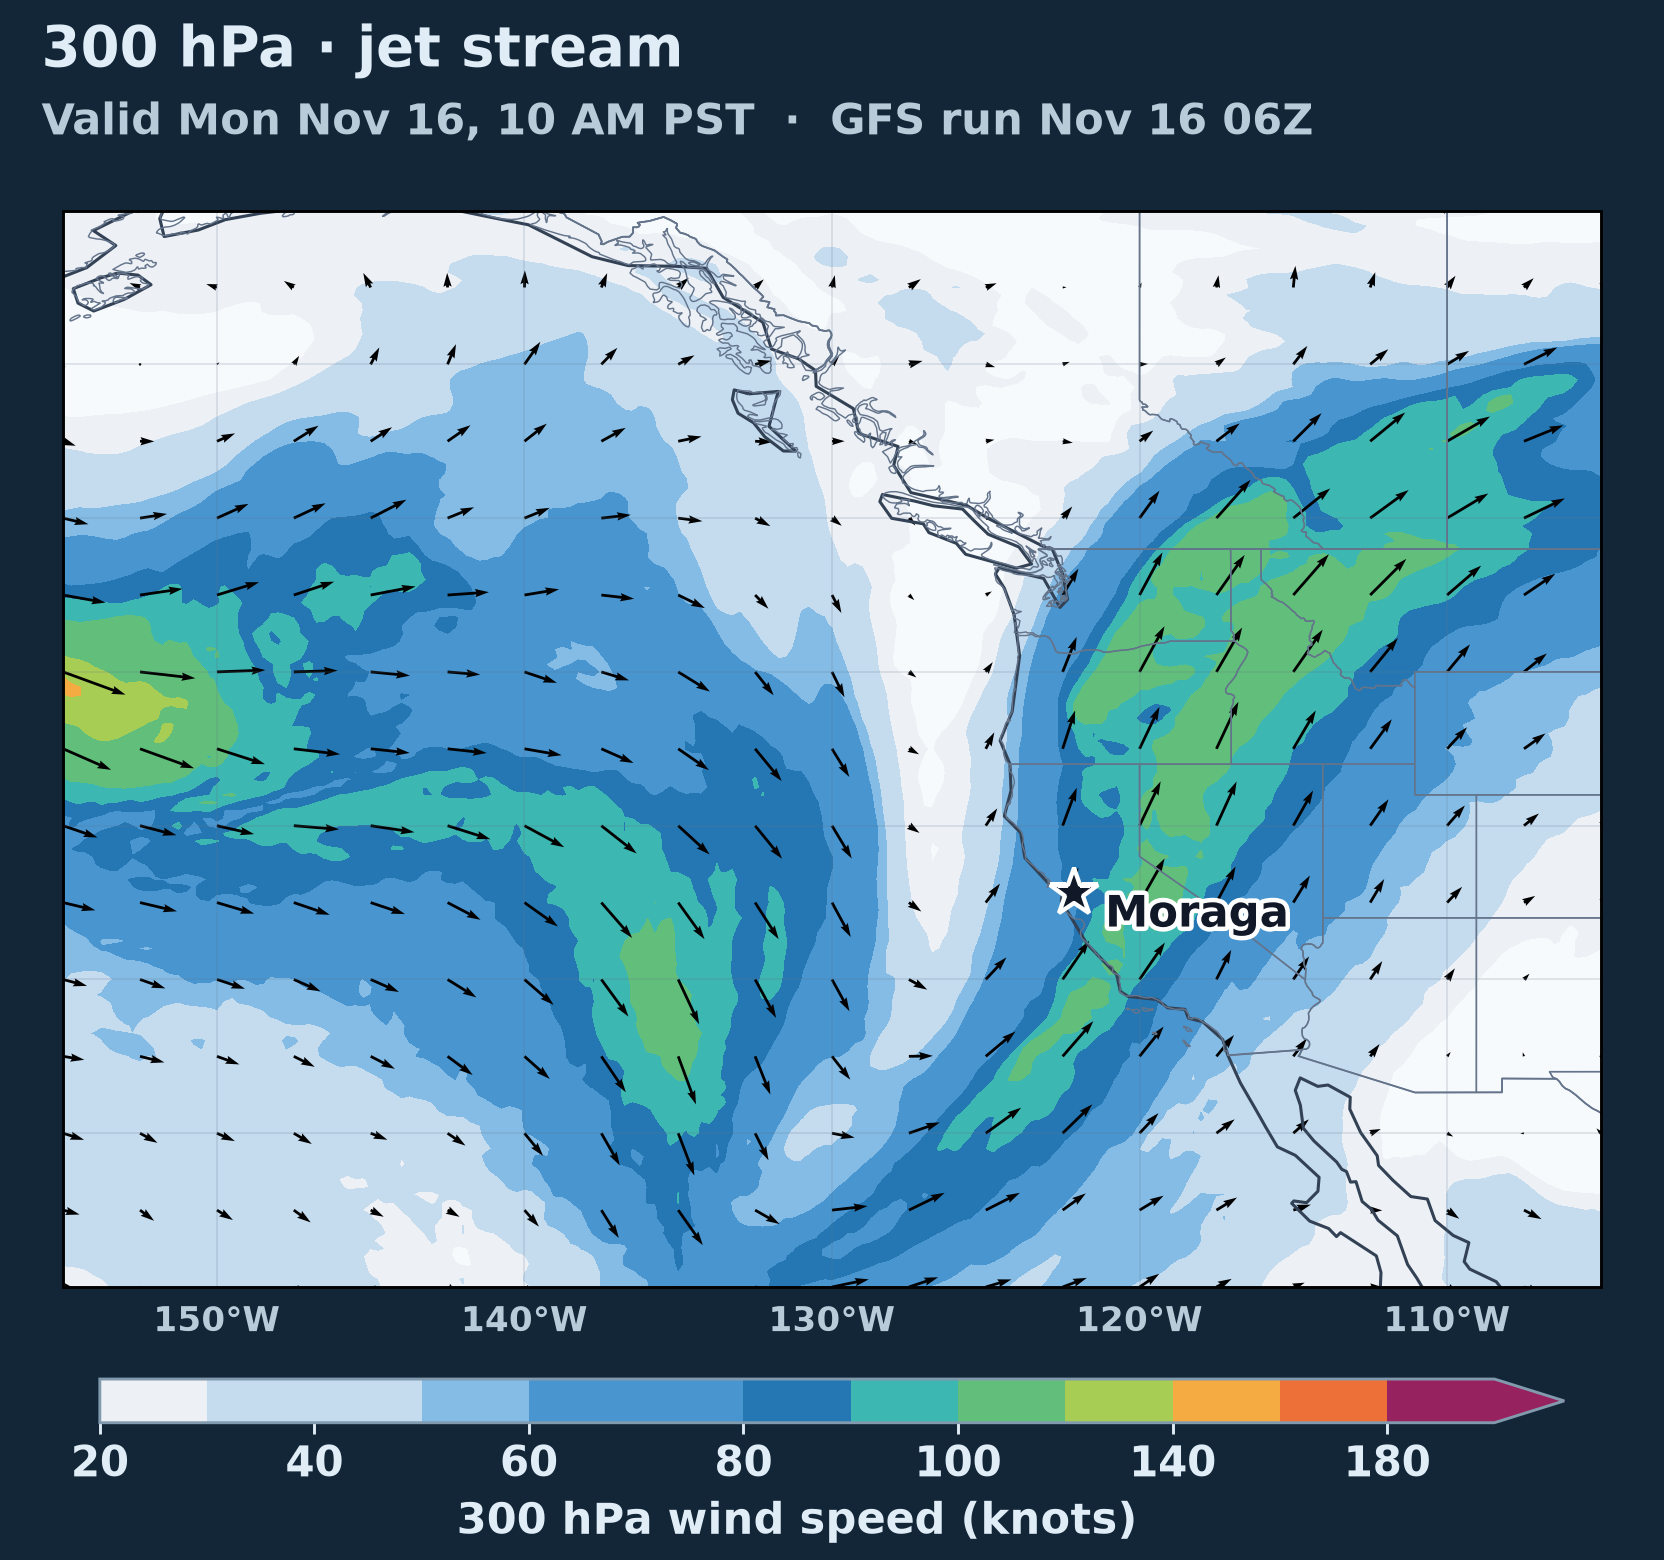 300 hPa · jet stream
Valid Mon Nov 16, 10 AM PST · GFS run Nov 16 06Z
Moraga
150°W 140°W 130°W 120°W 110°W
20 40 60 80 100 140 180
300 hPa wind speed (knots)